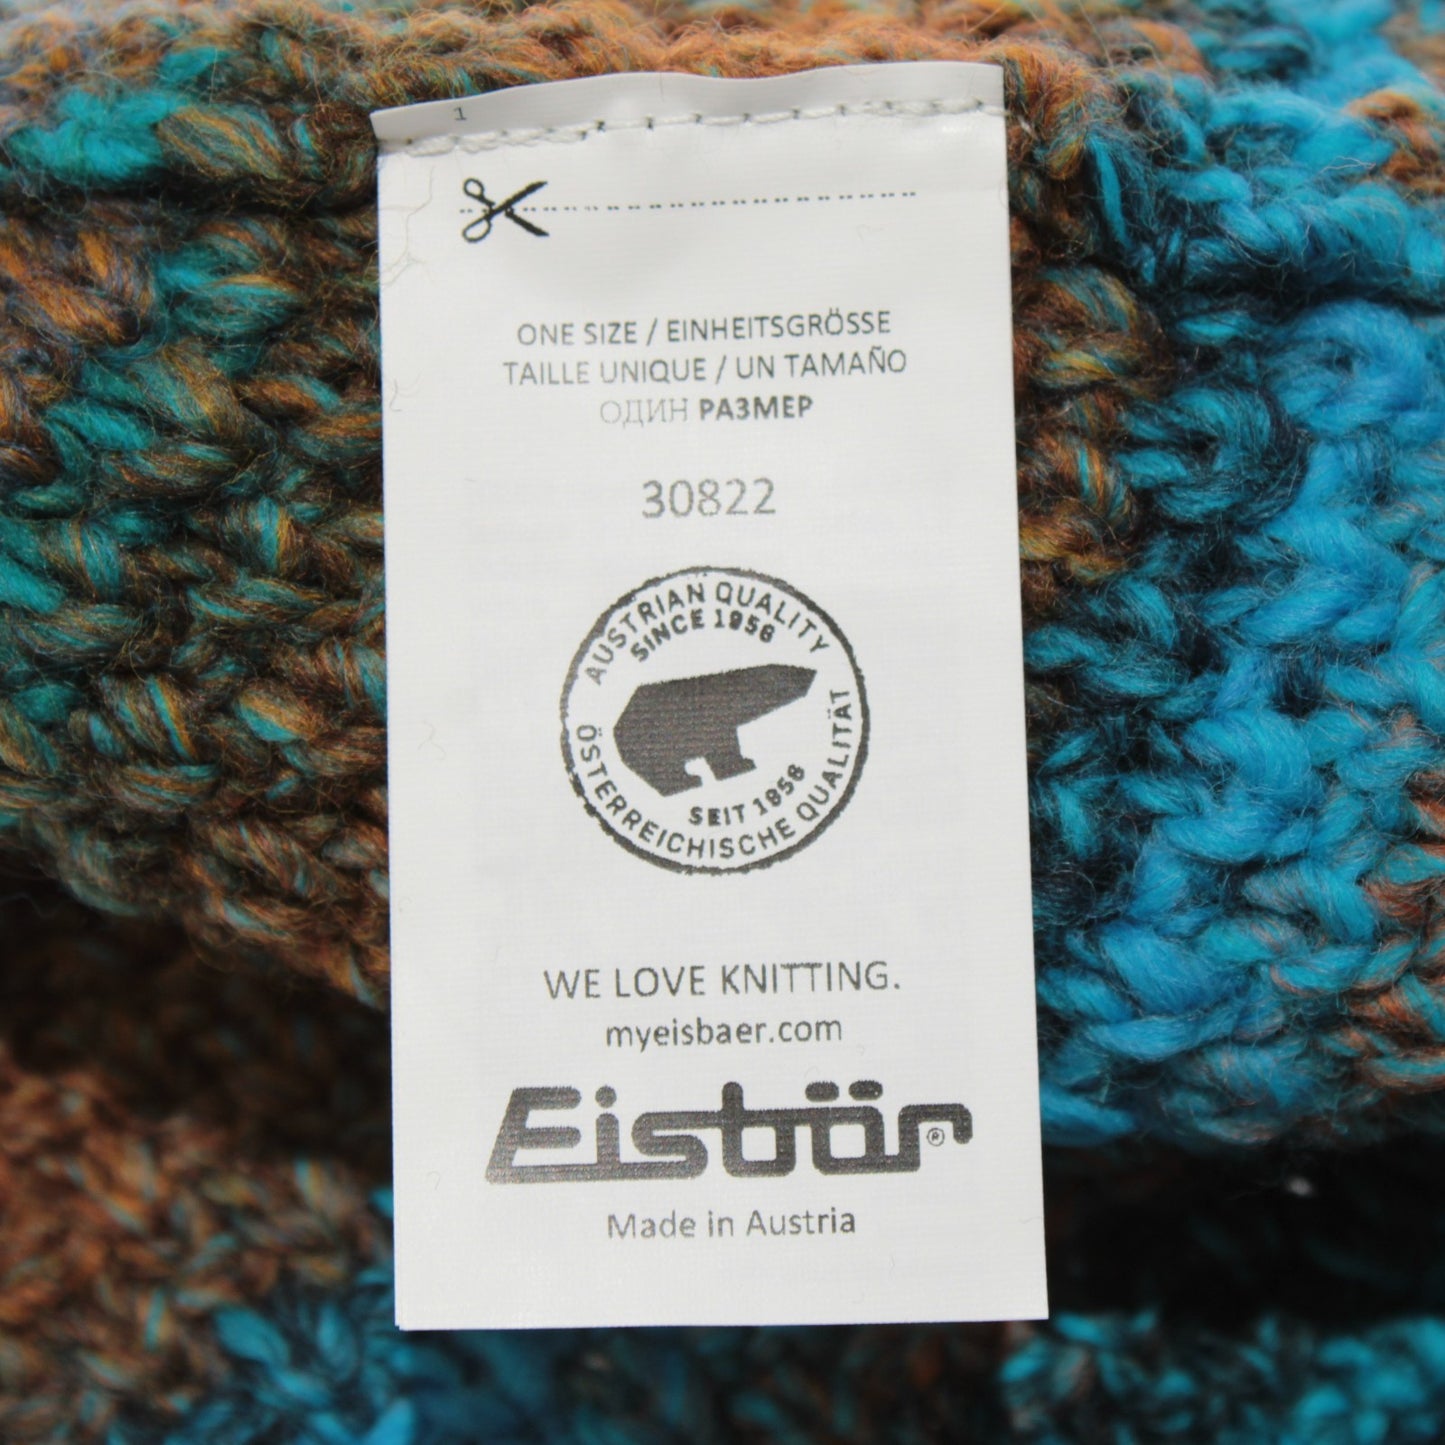 1
ONE SIZE / EINHEITSGRÖSSE
TAILLE UNIQUE / UN TAMAÑO
ОДИН РАЗМЕР
30822
AUSTRIAN QUALITY
SINCE 1956
SEIT 1956
ÖSTERREICHISCHE QUALITÄT
WE LOVE KNITTING.
myeisbaer.com
Eisbär®
Made in Austria